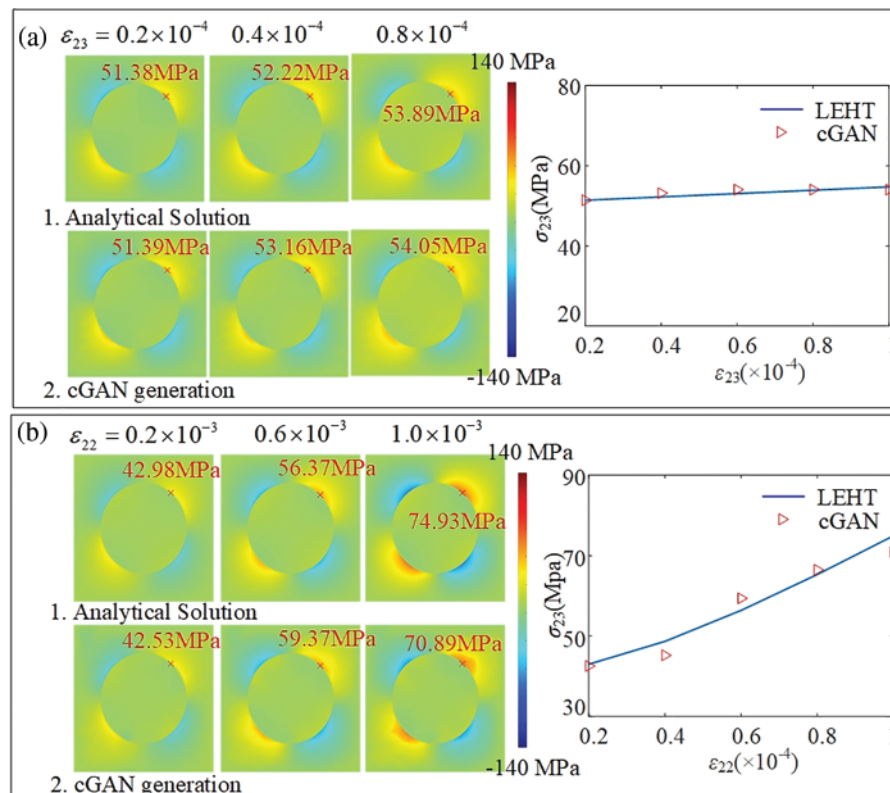 (a)
ε23 = 0.2×10⁻⁴ 0.4×10⁻⁴ 0.8×10⁻⁴
140 MPa
51.38MPa 52.22MPa 53.89MPa
1. Analytical Solution
51.39MPa 53.16MPa 54.05MPa
2. cGAN generation
-140 MPa
80
60
40
20
σ23(MPa)
LEHT
cGAN
0.2 0.4 0.6 0.8
ε23(×10⁻⁴)
(b)
ε22 = 0.2×10⁻³ 0.6×10⁻³ 1.0×10⁻³
140 MPa
42.98MPa 56.37MPa 74.93MPa
1. Analytical Solution
42.53MPa 59.37MPa 70.89MPa
2. cGAN generation
-140 MPa
90
70
50
30
σ23(Mpa)
LEHT
cGAN
0.2 0.4 0.6 0.8
ε22(×10⁻⁴)